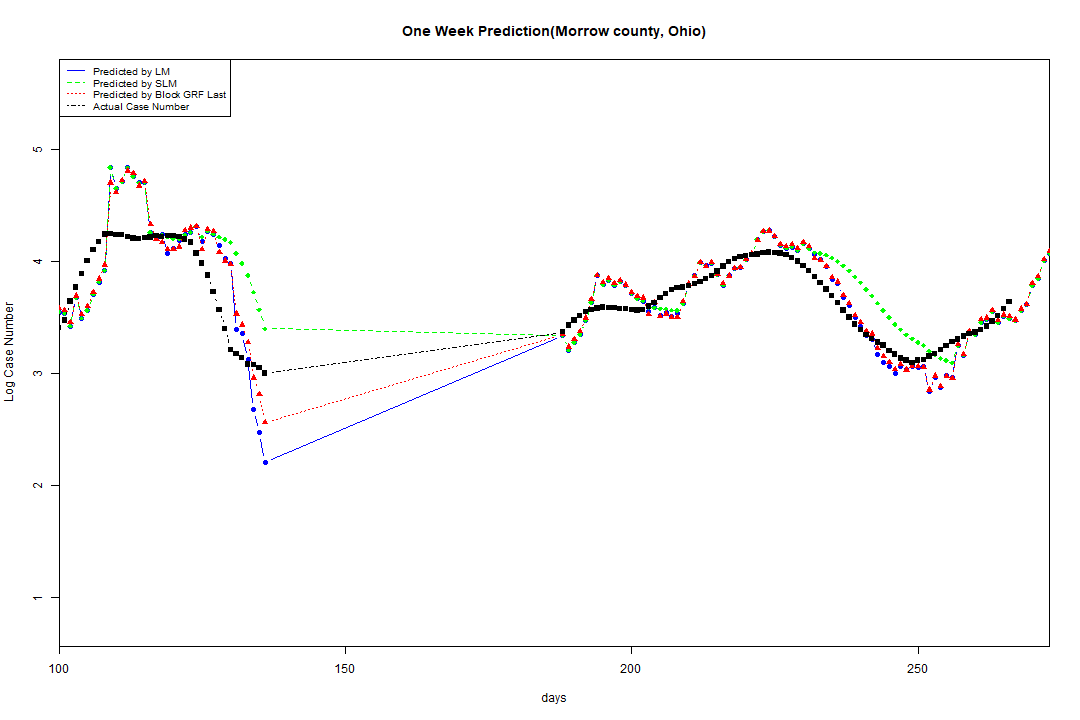 One Week Prediction(Morrow county, Ohio)
Predicted by LM
Predicted by SLM
Predicted by Block GRF Last
Actual Case Number
5
4
3
2
1
Log Case Number
100 150 200 250
days